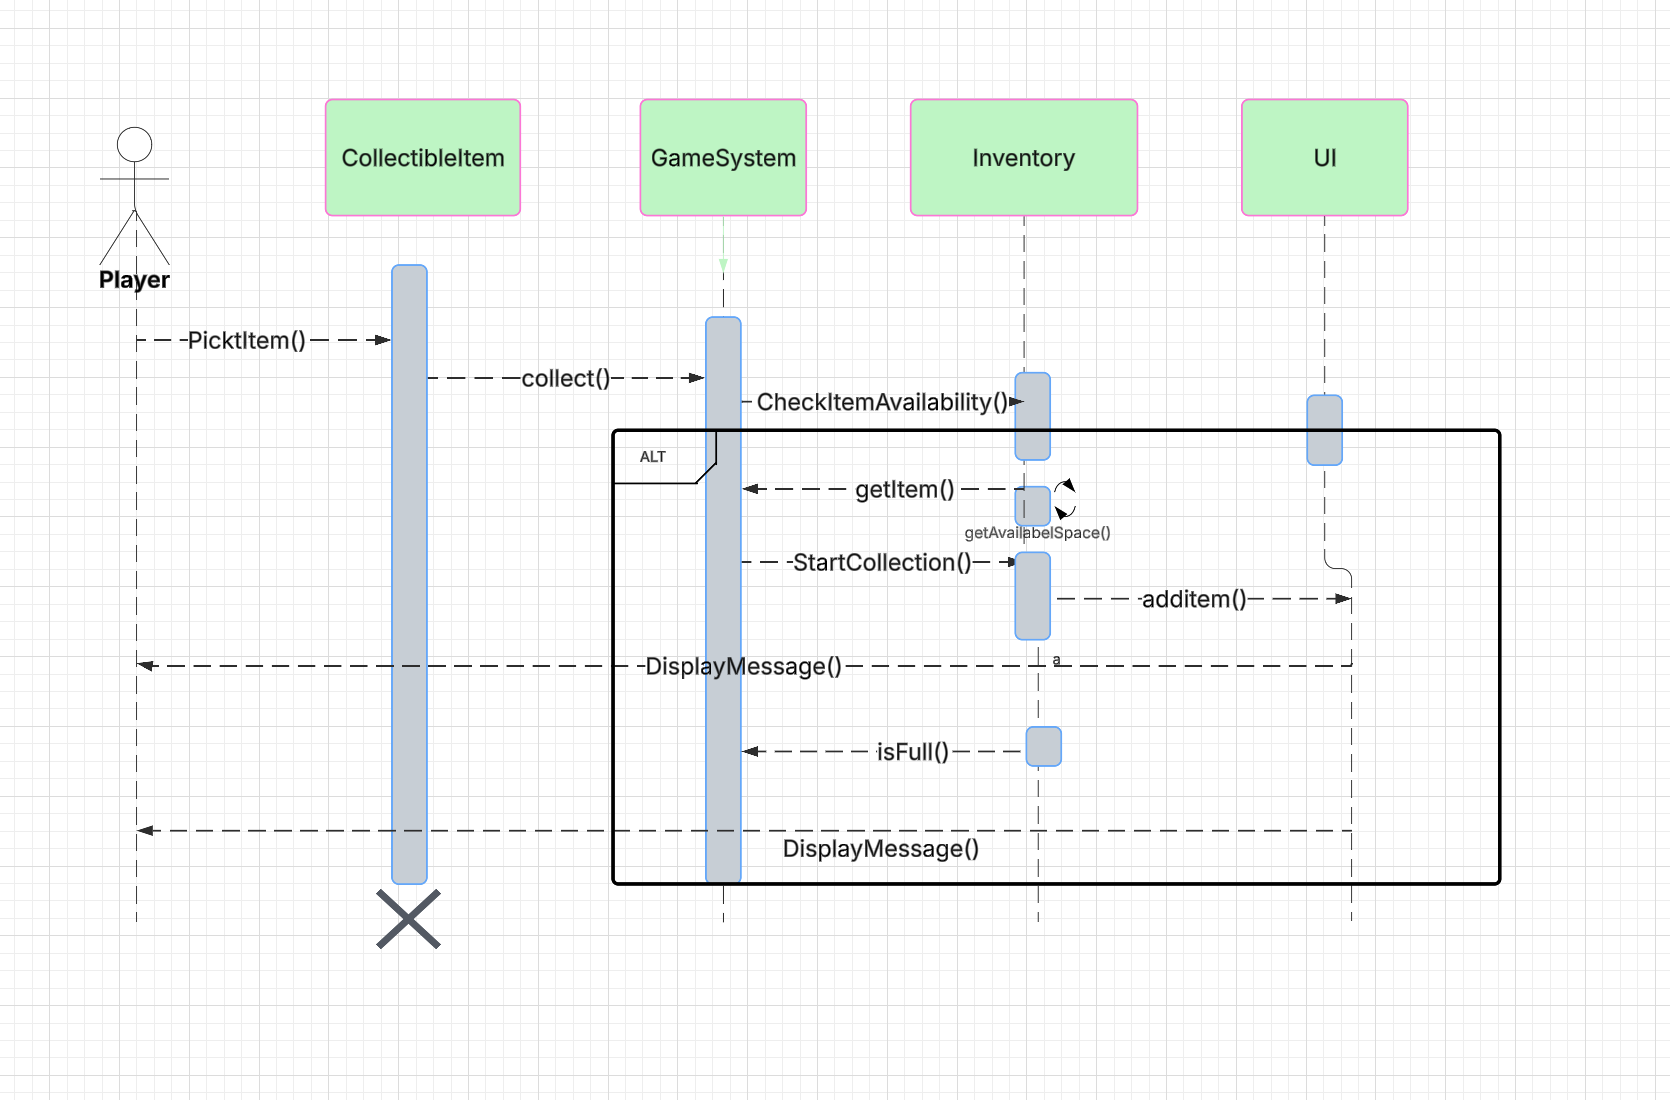 CollectibleItem
GameSystem
Inventory
UI
Player
PicktItem()
collect()
CheckItemAvailability()
ALT
getItem()
getAvailabelSpace()
StartCollection()
additem()
a
DisplayMessage()
isFull()
DisplayMessage()